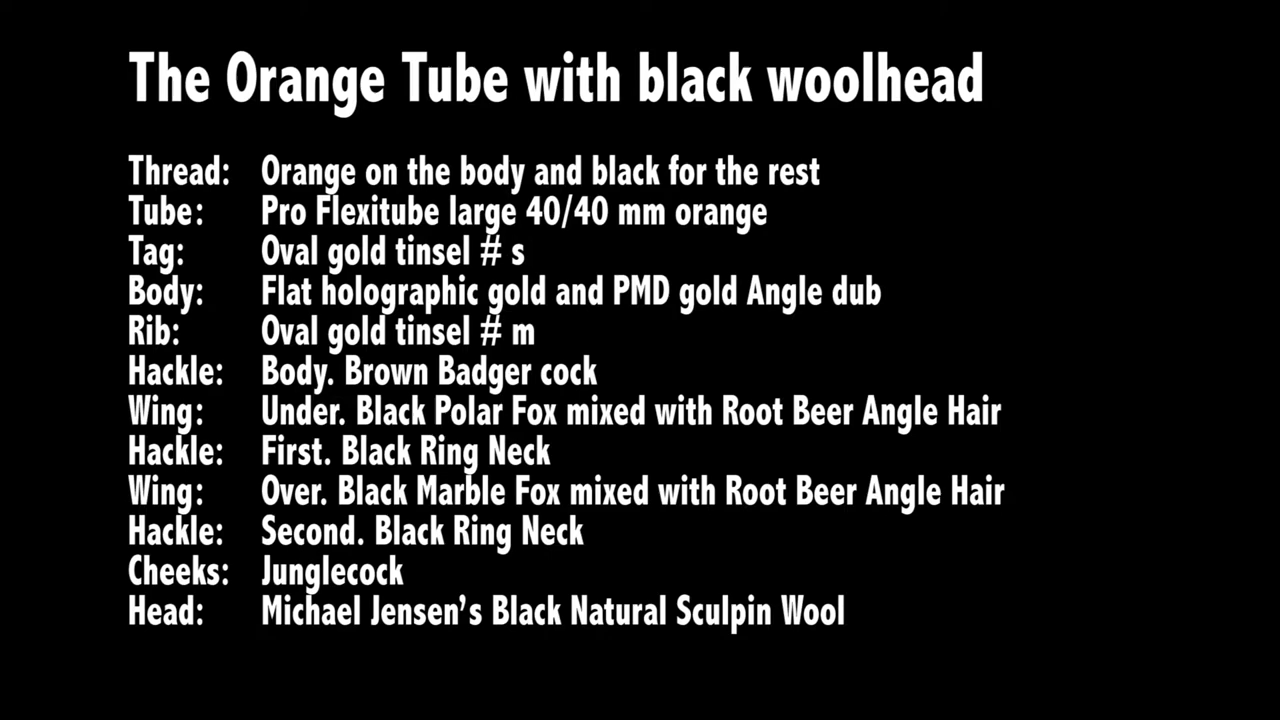 The Orange Tube with black woolhead
Thread: Orange on the body and black for the rest
Tube: Pro Flexitube large 40/40 mm orange
Tag: Oval gold tinsel # s
Body: Flat holographic gold and PMD gold Angle dub
Rib: Oval gold tinsel # m
Hackle: Body. Brown Badger cock
Wing: Under. Black Polar Fox mixed with Root Beer Angle Hair
Hackle: First. Black Ring Neck
Wing: Over. Black Marble Fox mixed with Root Beer Angle Hair
Hackle: Second. Black Ring Neck
Cheeks: Junglecock
Head: Michael Jensen’s Black Natural Sculpin Wool